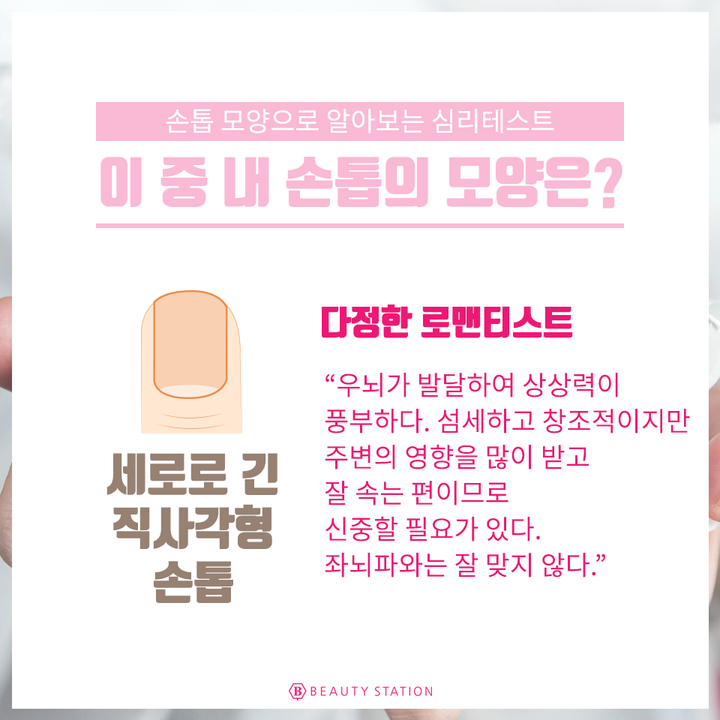 손톱 모양으로 알아보는 심리테스트
이 중 내 손톱의 모양은?
다정한 로맨티스트
“우뇌가 발달하여 상상력이
풍부하다. 섬세하고 창조적이지만
주변의 영향을 많이 받고
잘 속는 편이므로
신중할 필요가 있다.
좌뇌파와는 잘 맞지 않다.”
세로로 긴
직사각형
손톱
B BEAUTY STATION